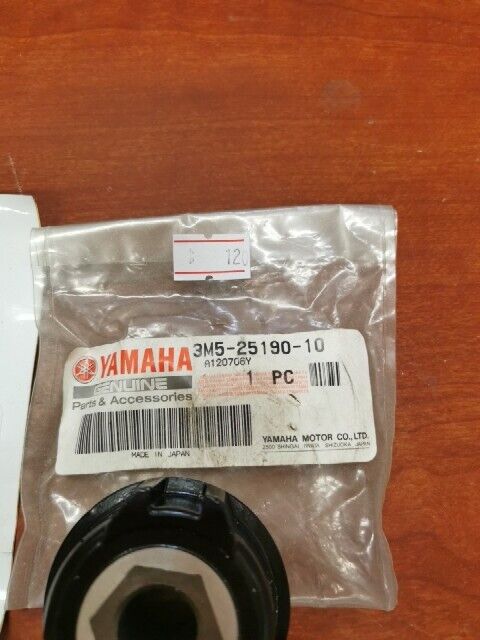 $ 120
YAMAHA
3M5-25190-10
A120706Y
GENUINE
1 PC
Parts & Accessories
YAMAHA MOTOR CO., LTD.
2500 SHINGAI IWATA SHIZUOKA JAPAN
MADE IN JAPAN